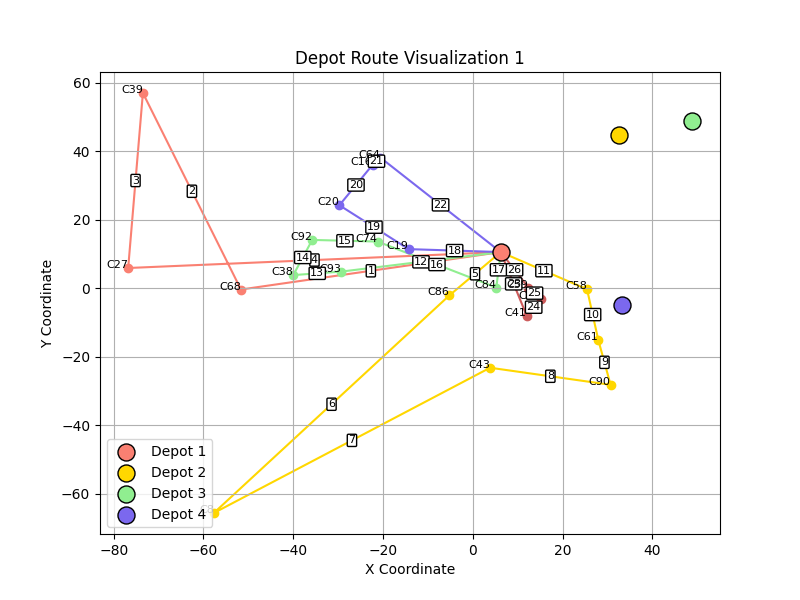 Depot Route Visualization 1
60
40
20
0
−20
−40
−60
Y Coordinate
−80
−60
−40
−20
0
20
40
X Coordinate
C39
3
2
C27
C68
1
4
C64
21
20
C20
22
19
C19
18
C92
15
C74
14
C38
13
C93
12
16
17
C84
26
11
5
C86
25
24
C41
C58
10
C61
9
C90
8
C43
6
7
Depot 1
Depot 2
Depot 3
Depot 4